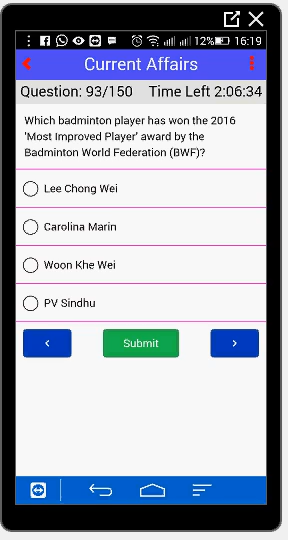 12% 16:19
Current Affairs
Question: 93/150 Time Left 2:06:34
Which badminton player has won the 2016
'Most Improved Player' award by the
Badminton World Federation (BWF)?
Lee Chong Wei
Carolina Marin
Woon Khe Wei
PV Sindhu
Submit